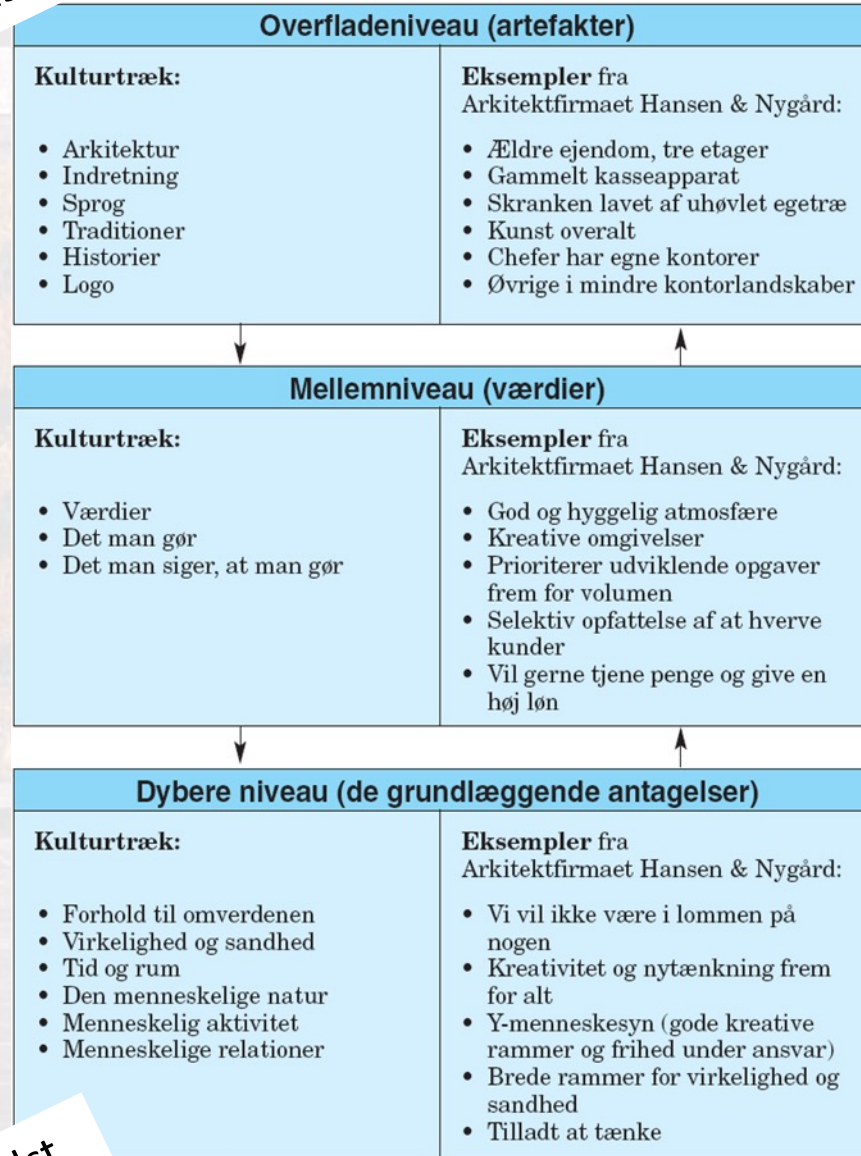 Overfladeniveau (artefakter)
Kulturtræk:
• Arkitektur
• Indretning
• Sprog
• Traditioner
• Historier
• Logo
Eksempler fra
Arkitektfirmaet Hansen & Nygård:
• Ældre ejendom, tre etager
• Gammelt kasseapparat
• Skranken lavet af uhøvlet egetræ
• Kunst overalt
• Chefer har egne kontorer
• Øvrige i mindre kontorlandskaber
Mellemniveau (værdier)
Kulturtræk:
• Værdier
• Det man gør
• Det man siger, at man gør
Eksempler fra
Arkitektfirmaet Hansen & Nygård:
• God og hyggelig atmosfære
• Kreative omgivelser
• Prioriterer udviklende opgaver
frem for volumen
• Selektiv opfattelse af at hverve
kunder
• Vil gerne tjene penge og give en
høj løn
Dybere niveau (de grundlæggende antagelser)
Kulturtræk:
• Forhold til omverdenen
• Virkelighed og sandhed
• Tid og rum
• Den menneskelige natur
• Menneskelig aktivitet
• Menneskelige relationer
Eksempler fra
Arkitektfirmaet Hansen & Nygård:
• Vi vil ikke være i lommen på
nogen
• Kreativitet og nytænkning frem
for alt
• Y-menneskesyn (gode kreative
rammer og frihed under ansvar)
• Brede rammer for virkelighed og
sandhed
• Tilladt at tænke